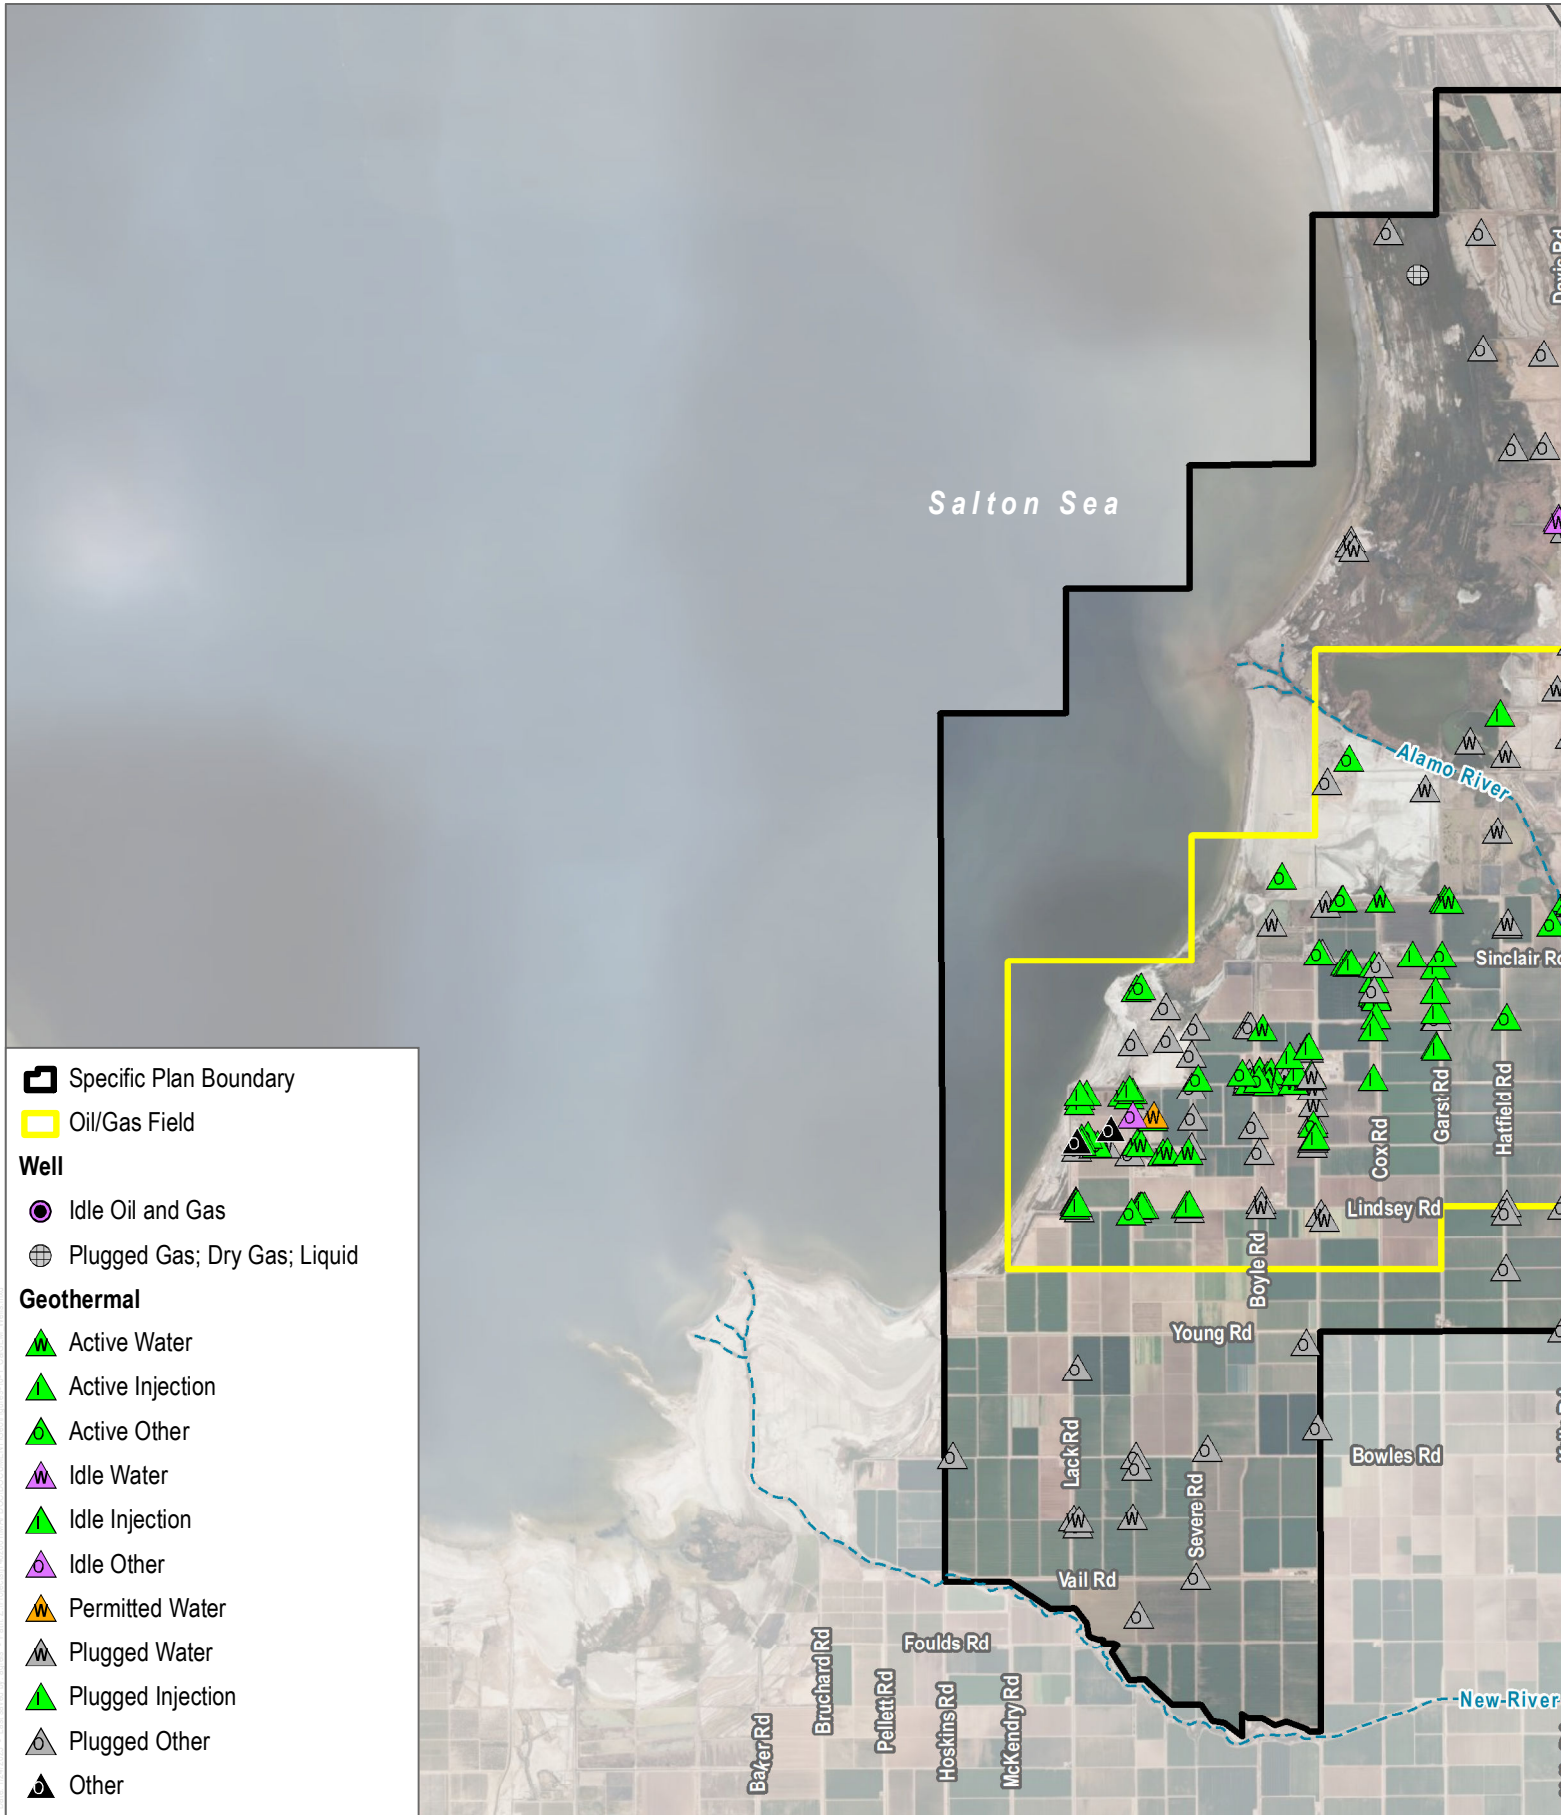 Davis Rd
Salton Sea
Alamo River
Sinclair Rd
Garst Rd
Hatfield Rd
Cox Rd
Lindsey Rd
Boyle Rd
Young Rd
Lack Rd
Bowles Rd
Severe Rd
Vail Rd
Foulds Rd
Bruchard Rd
Pellett Rd
Hoskins Rd
McKendry Rd
Baker Rd
New River
Specific Plan Boundary
Oil/Gas Field
Well
Idle Oil and Gas
Plugged Gas; Dry Gas; Liquid
Geothermal
W Active Water
I Active Injection
O Active Other
W Idle Water
I Idle Injection
O Idle Other
W Permitted Water
W Plugged Water
I Plugged Injection
O Plugged Other
O Other